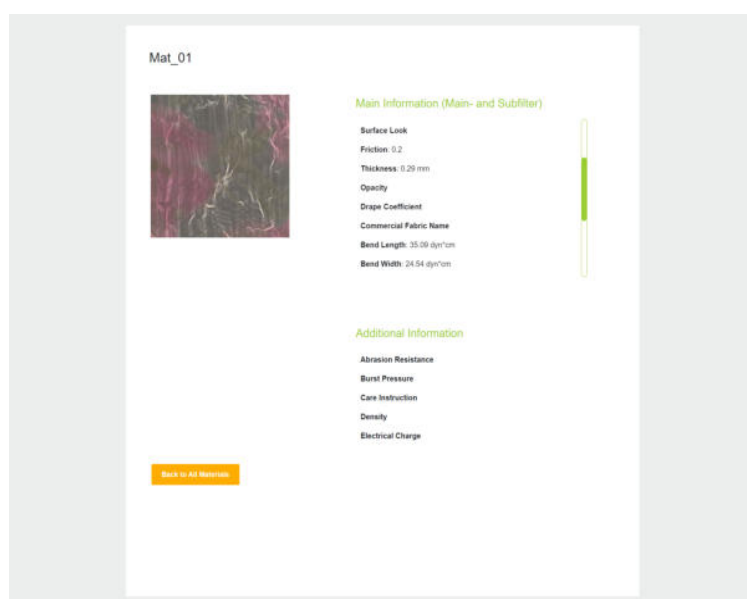 Mat_01
Main Information (Main- and Subfilter)
Surface Look
Friction: 0.2
Thickness: 0.29 mm
Opacity
Drape Coefficient
Commercial Fabric Name
Bend Length: 35.09 dyn*cm
Bend Width: 24.54 dyn*cm
Additional Information
Abrasion Resistance
Burst Pressure
Care Instruction
Density
Electrical Charge
Back to All Materials